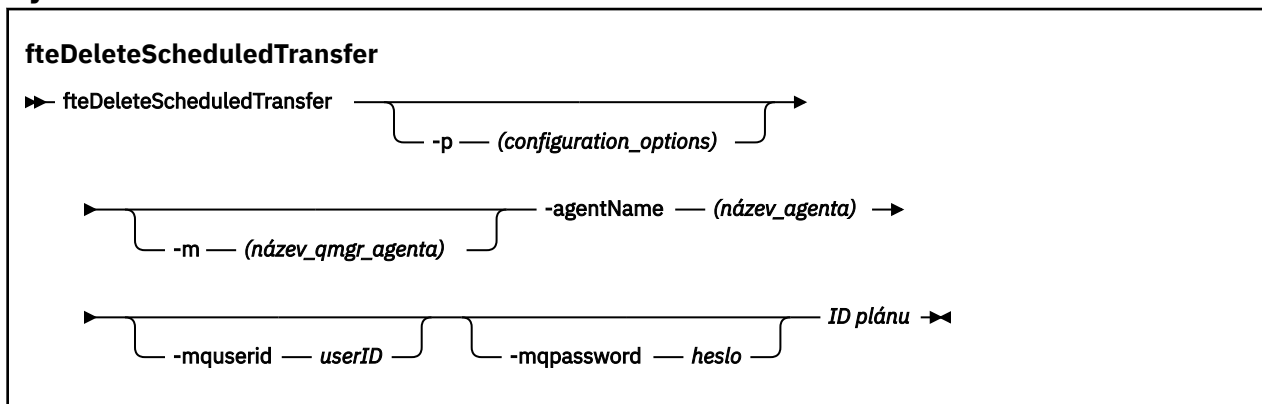 fteDeleteScheduledTransfer
fteDeleteScheduledTransfer
-p — (configuration_options)
-agentName — (název_agenta)
-m — (název_qmgr_agenta)
ID plánu
-mquserid — userID
-mqpassword — heslo